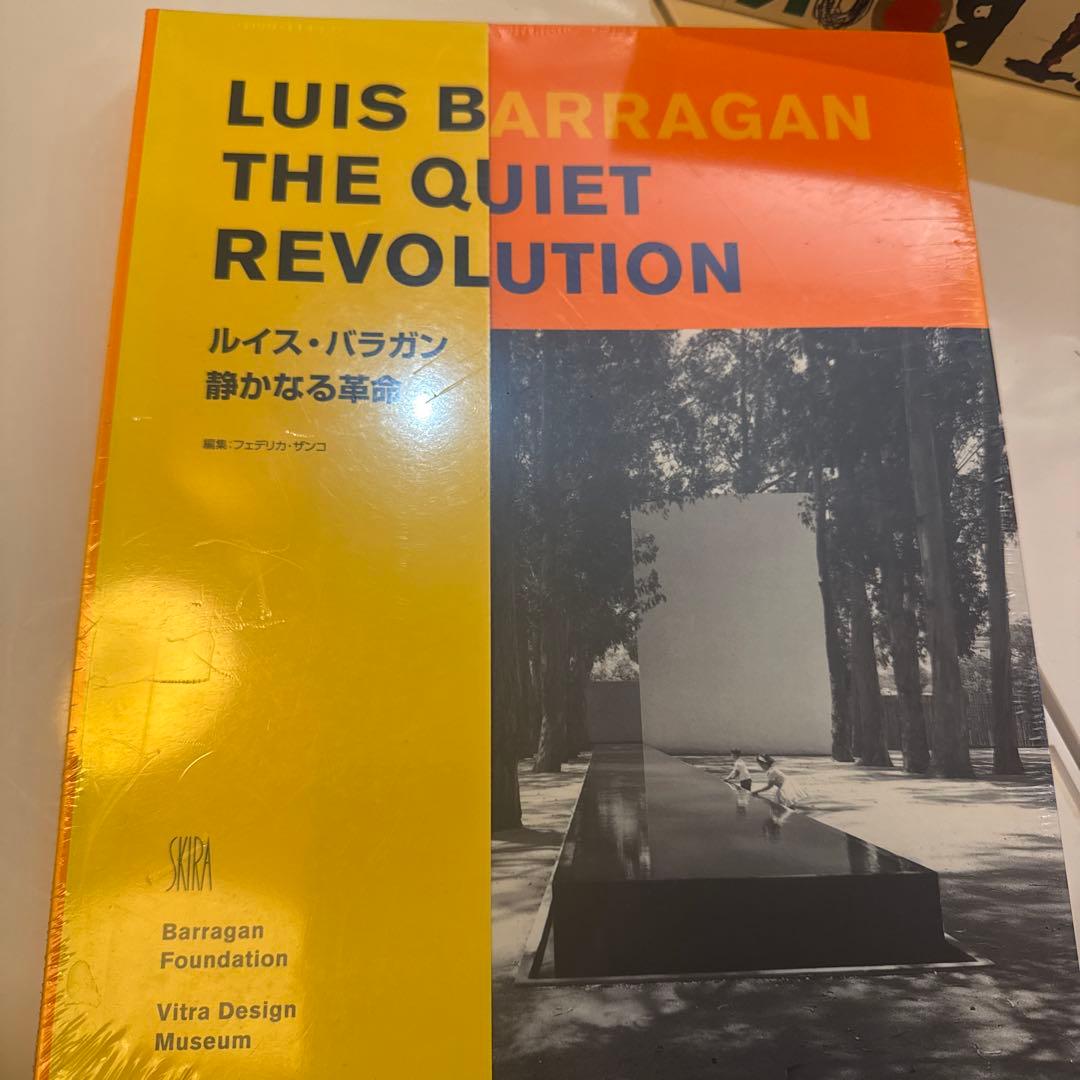 LUIS BARRAGAN
THE QUIET
REVOLUTION
ルイス・バラガン
静かなる革命
編集:フェデリカ・ザンコ
SKIRA
Barragan
Foundation
Vitra Design
Museum